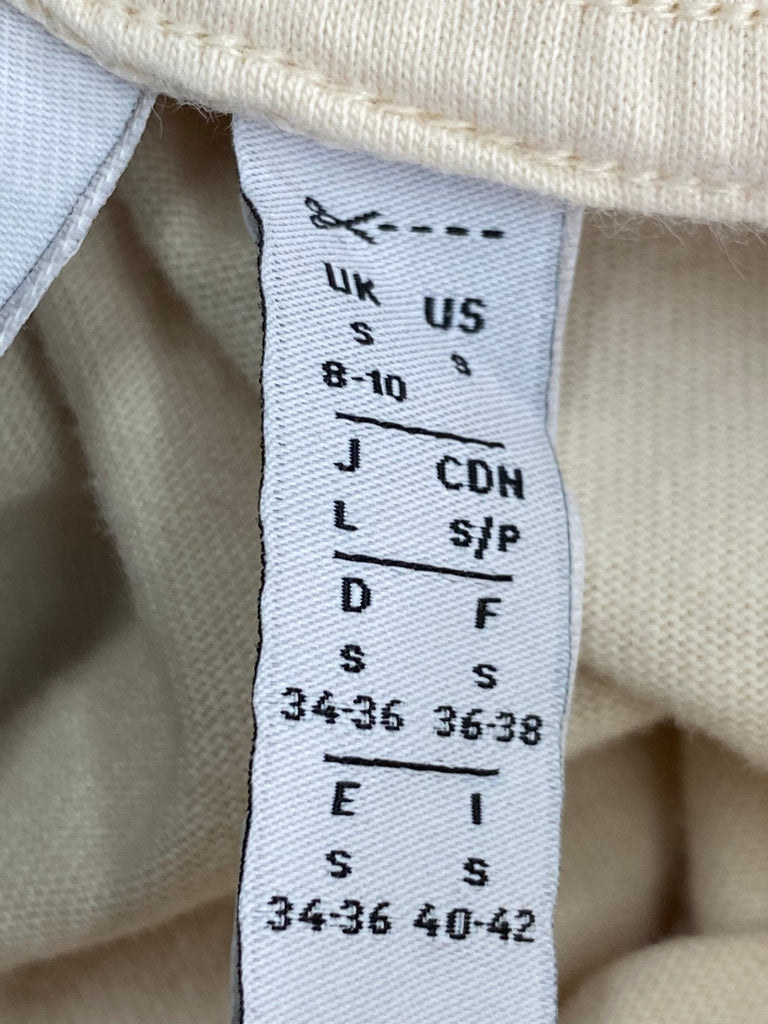 UK US
S S
8-10
J CDN
L S/P
D F
S S
34-36 36-38
E I
S S
34-36 40-42